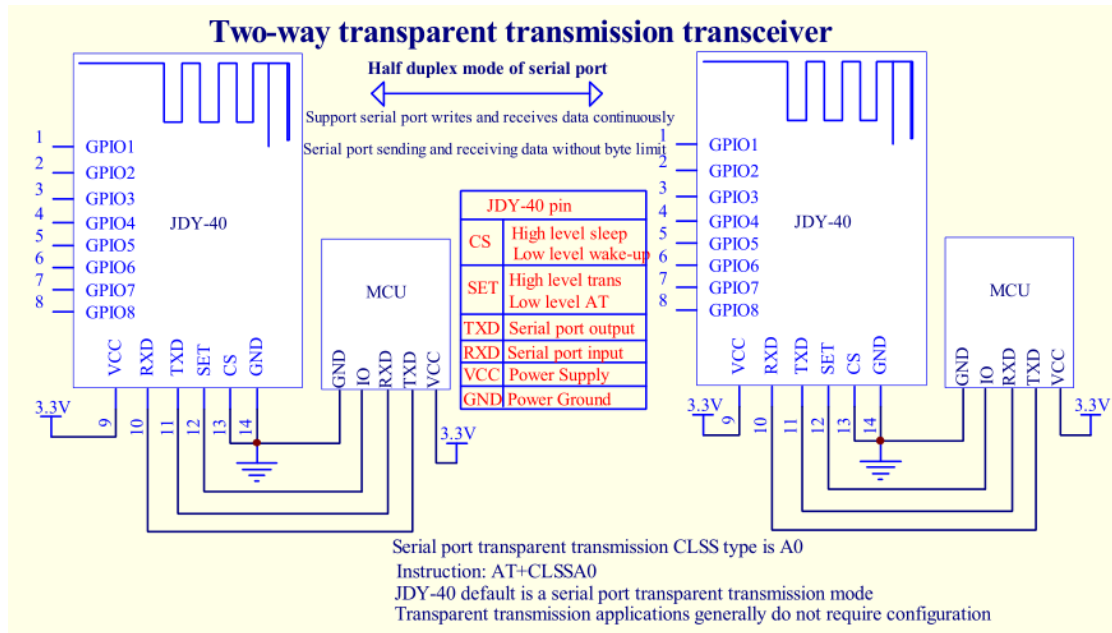 Two-way transparent transmission transceiver
Half duplex mode of serial port
Support serial port writes and receives data continuously
Serial port sending and receiving data without byte limit
1 GPIO1
2 GPIO2
3 GPIO3
4 GPIO4
5 GPIO5
6 GPIO6
7 GPIO7
8 GPIO8
JDY-40
VCC RXD TXD SET CS GND
9 10 11 12 13 14
3.3V
MCU
GND IO RXD TXD VCC
3.3V
JDY-40 pin
CS High level sleep
Low level wake-up
SET High level trans
Low level AT
TXD Serial port output
RXD Serial port input
VCC Power Supply
GND Power Ground
1 GPIO1
2 GPIO2
3 GPIO3
4 GPIO4
5 GPIO5
6 GPIO6
7 GPIO7
8 GPIO8
JDY-40
VCC RXD TXD SET CS GND
9 10 11 12 13 14
3.3V
MCU
GND IO RXD TXD VCC
3.3V
Serial port transparent transmission CLSS type is A0
Instruction: AT+CLSSA0
JDY-40 default is a serial port transparent transmission mode
Transparent transmission applications generally do not require configuration